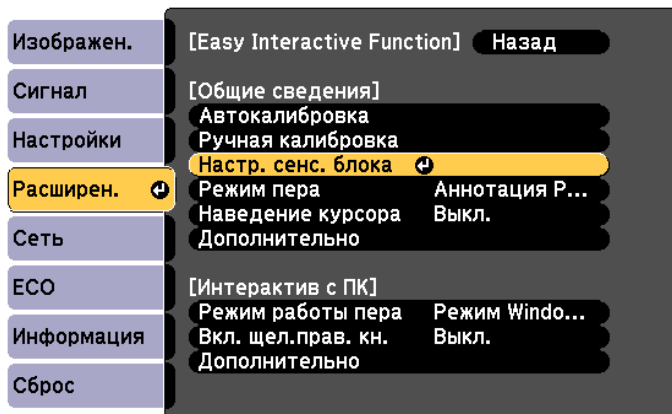 Изображен.
Сигнал
Настройки
Расширен.
Сеть
ECO
Информация
Сброс
[Easy Interactive Function] Назад
[Общие сведения]
Автокалибровка
Ручная калибровка
Настр. сенс. блока
Режим пера Аннотация P...
Наведение курсора Выкл.
Дополнительно
[Интерактив с ПК]
Режим работы пера Режим Windo...
Вкл. щел.прав. кн. Выкл.
Дополнительно